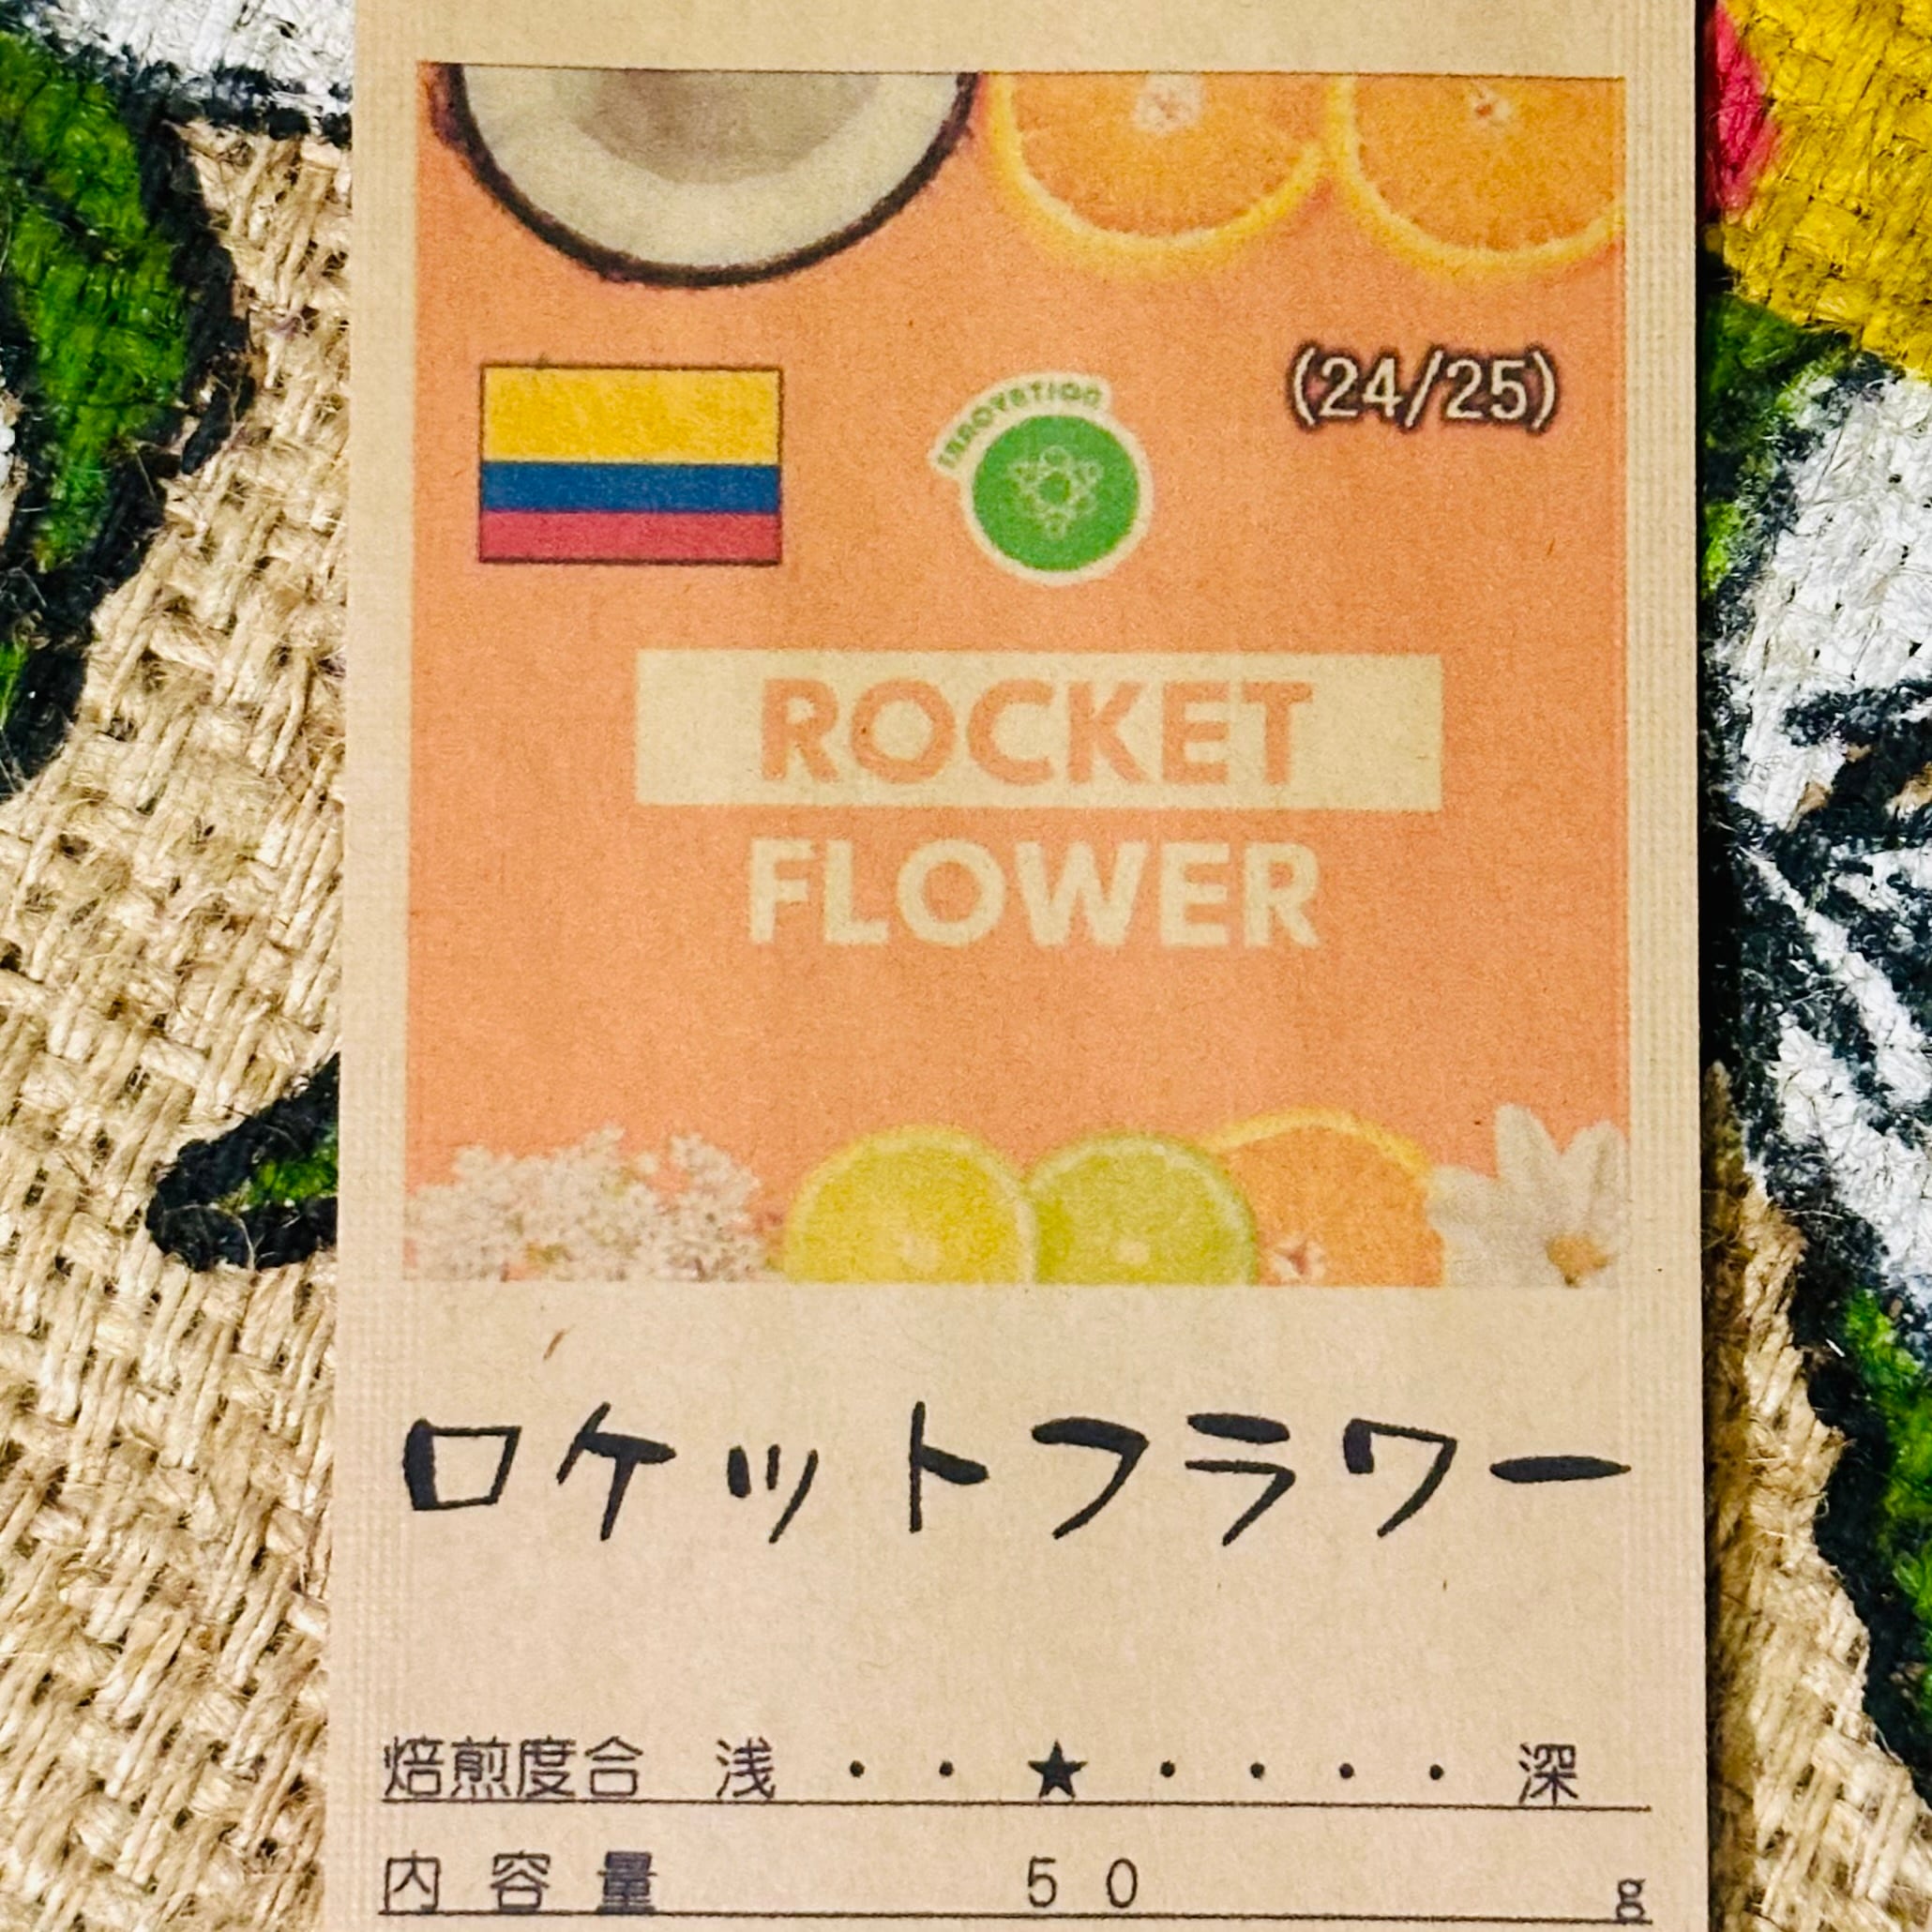 (24/25)
INNOVATION
ROCKET
FLOWER
ロケットフラワー
焙煎度合 浅 ・ ・ ★ ・ ・ ・ ・ 深
内容量 50 g